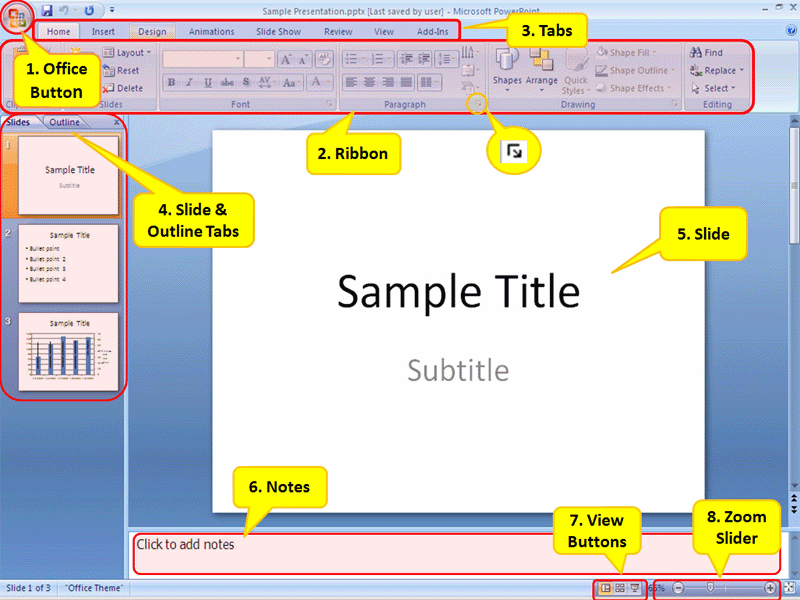 Sample Presentation.pptx [Last saved by user] - Microsoft PowerPoint
Home Insert Design Animations Slide Show Review View Add-Ins
3. Tabs
1. Office
Button
Layout
Reset
Delete
Slides
B I U abc S AV Aa A
Font
Paragraph
Shapes Arrange Quick
Styles
Shape Fill
Shape Outline
Shape Effects
Drawing
Find
Replace
Select
Editing
2. Ribbon
Slides Outline x
4. Slide &
Outline Tabs
5. Slide
1
Sample Title
Subtitle
2
Sample Title
• Bullet point
• Bullet point 2
• Bullet point 3
• Bullet point 4
3
Sample Title
Sample Title
Subtitle
6. Notes
Click to add notes
7. View
Buttons
8. Zoom
Slider
Slide 1 of 3 "Office Theme"